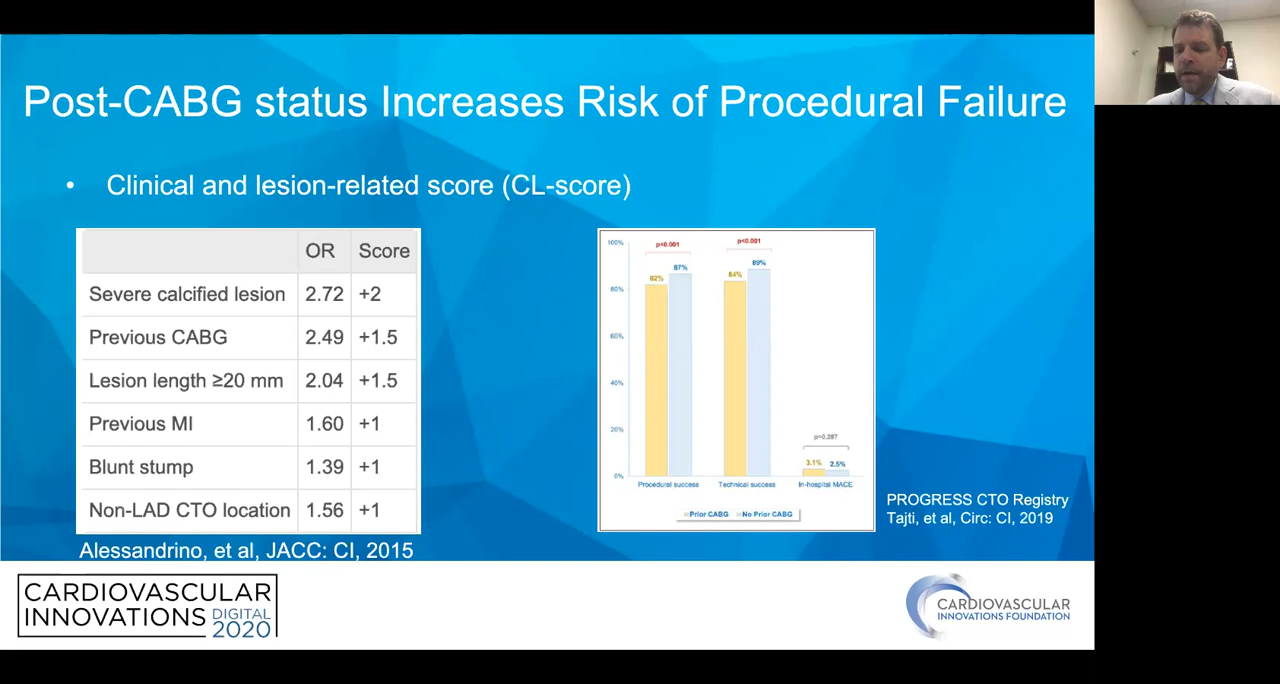 Post-CABG status Increases Risk of Procedural Failure
• Clinical and lesion-related score (CL-score)
OR Score
Severe calcified lesion 2.72 +2
Previous CABG 2.49 +1.5
Lesion length ≥20 mm 2.04 +1.5
Previous MI 1.60 +1
Blunt stump 1.39 +1
Non-LAD CTO location 1.56 +1
Alessandrino, et al, JACC: CI, 2015
100%
80%
60%
40%
20%
0%
p<0.001
82% 87%
p<0.001
84% 89%
p=0.287
3.1% 2.5%
Procedural success Technical success In-hospital MACE
Prior CABG No Prior CABG
PROGRESS CTO Registry
Tajti, et al, Circ: CI, 2019
CARDIOVASCULAR
INNOVATIONS DIGITAL
2020
CARDIOVASCULAR
INNOVATIONS FOUNDATION